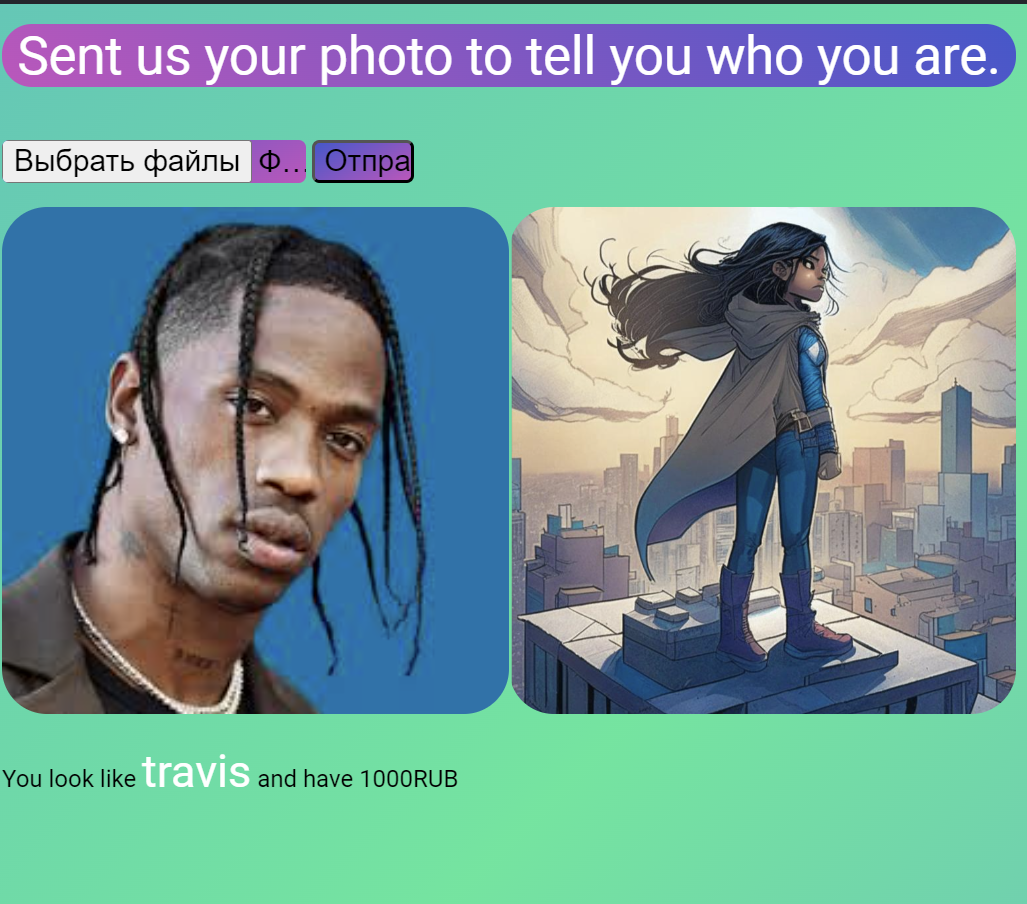 Sent us your photo to tell you who you are.
Выбрать файлы Ф... Отпра
You look like travis and have 1000RUB